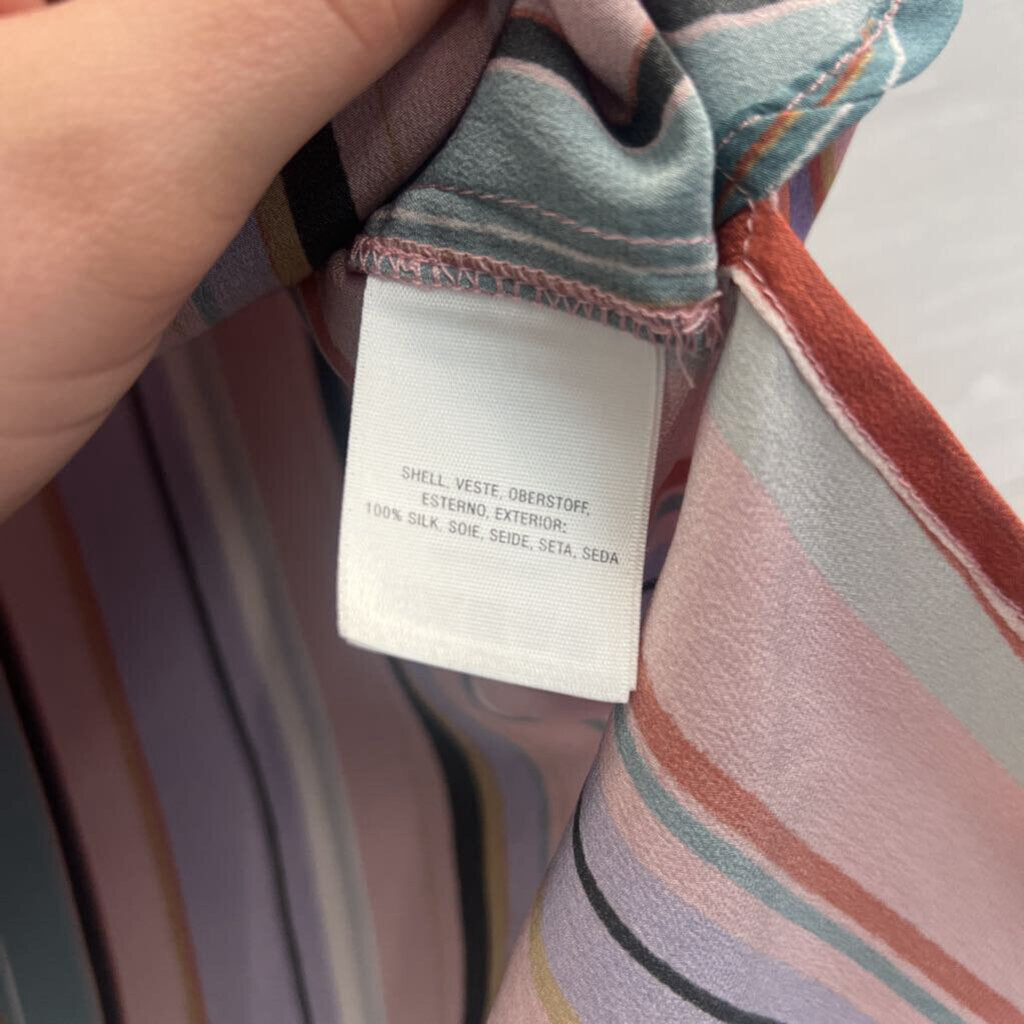 SHELL, VESTE, OBERSTOFF,
ESTERNO, EXTERIOR:
100% SILK, SOIE, SEIDE, SETA, SEDA